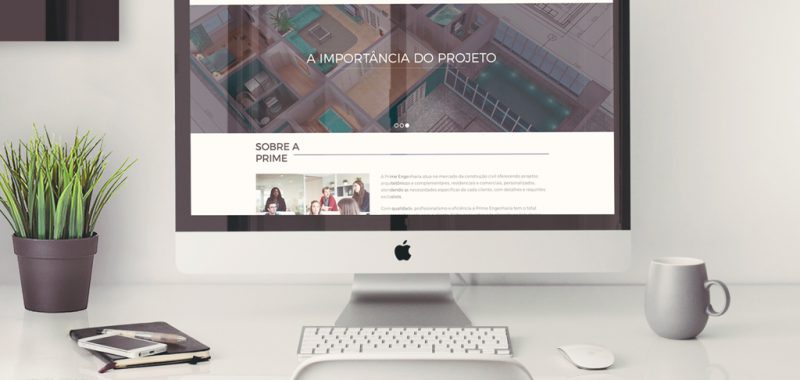 A IMPORTÂNCIA DO PROJETO
SOBRE A
PRIME
A Prime Engenharia atua no mercado da construção civil oferecendo projetos
arquitetônicos e complementares, residenciais e comerciais, personalizados,
atendendo as necessidades específicas de cada cliente, com detalhes e requintes
exclusivos.
Com qualidade, profissionalismo e eficiência a Prime Engenharia tem o total